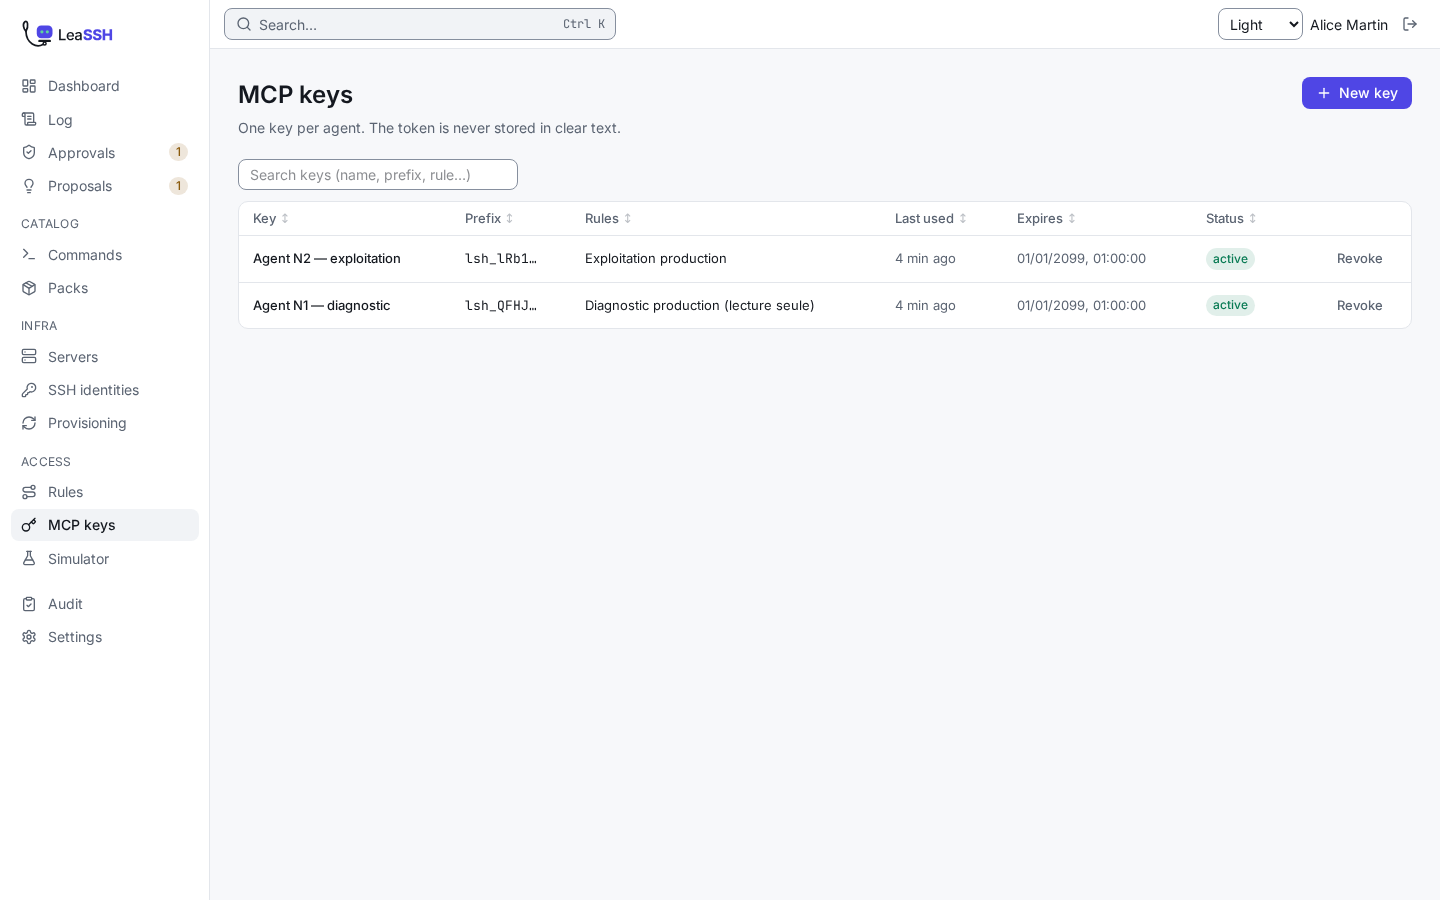 LeaSSH
Search...
Ctrl K
Light
Alice Martin
Dashboard
Log
Approvals 1
Proposals 1
CATALOG
Commands
Packs
INFRA
Servers
SSH identities
Provisioning
ACCESS
Rules
MCP keys
Simulator
Audit
Settings
MCP keys
New key
One key per agent. The token is never stored in clear text.
Search keys (name, prefix, rule...)
Key Prefix Rules Last used Expires Status
Agent N2 — exploitation lsh_lRb1… Exploitation production 4 min ago 01/01/2099, 01:00:00 active Revoke
Agent N1 — diagnostic lsh_QFHJ… Diagnostic production (lecture seule) 4 min ago 01/01/2099, 01:00:00 active Revoke